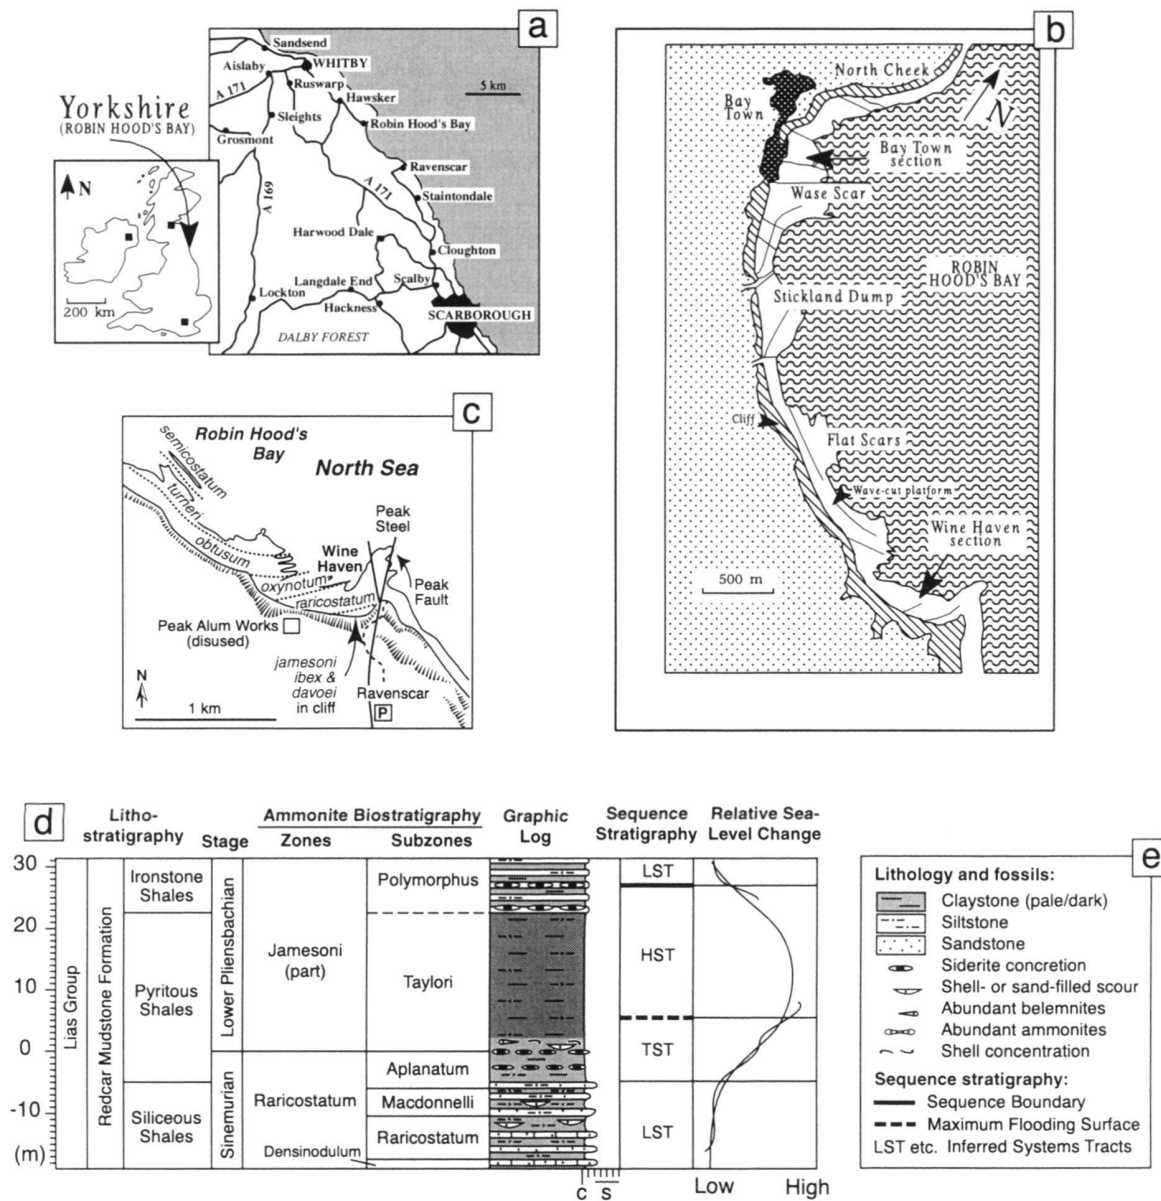 a
Sandsend
Aislaby
WHITBY
Ruswarp
A 171
Hawsker
5 km
Yorkshire
(ROBIN HOOD'S BAY)
Sleights
Robin Hood's Bay
Grosmont
Ravenscar
A 169
A 171
Staintondale
N
Harwood Dale
Cloughton
Langdale End
Scalby
Lockton
Hackness
200 km
SCARBOROUGH
DALBY FOREST
b
North Cheek
Bay
Town
N
Bay Town
section
Wase Scar
ROBIN
HOOD'S BAY
Stickland Dump
Cliff
Flat Scars
Wave-cut platform
Wine Haven
section
500 m
c
Robin Hood's
Bay
North Sea
semicostatum
turneri
obtusum
oxynotum
raricostatum
Wine
Haven
Peak
Steel
Peak
Fault
Peak Alum Works
(disused)
jamesoni
ibex &
davoei
in cliff
Ravenscar
P
N
1 km
d
Litho-
stratigraphy
Stage
Ammonite Biostratigraphy
Zones
Subzones
Graphic
Log
Sequence
Stratigraphy
Relative Sea-
Level Change
30
20
10
0
-10
(m)
Lias Group
Redcar Mudstone Formation
Ironstone
Shales
Pyritous
Shales
Siliceous
Shales
Lower Pliensbachian
Sinemurian
Jamesoni
(part)
Raricostatum
Polymorphus
Taylori
Aplanatum
Macdonnelli
Raricostatum
Densinodulum
LST
HST
TST
LST
C S
Low High
e
Lithology and fossils:
Claystone (pale/dark)
Siltstone
Sandstone
Siderite concretion
Shell- or sand-filled scour
Abundant belemnites
Abundant ammonites
Shell concentration
Sequence stratigraphy:
Sequence Boundary
Maximum Flooding Surface
LST etc. Inferred Systems Tracts